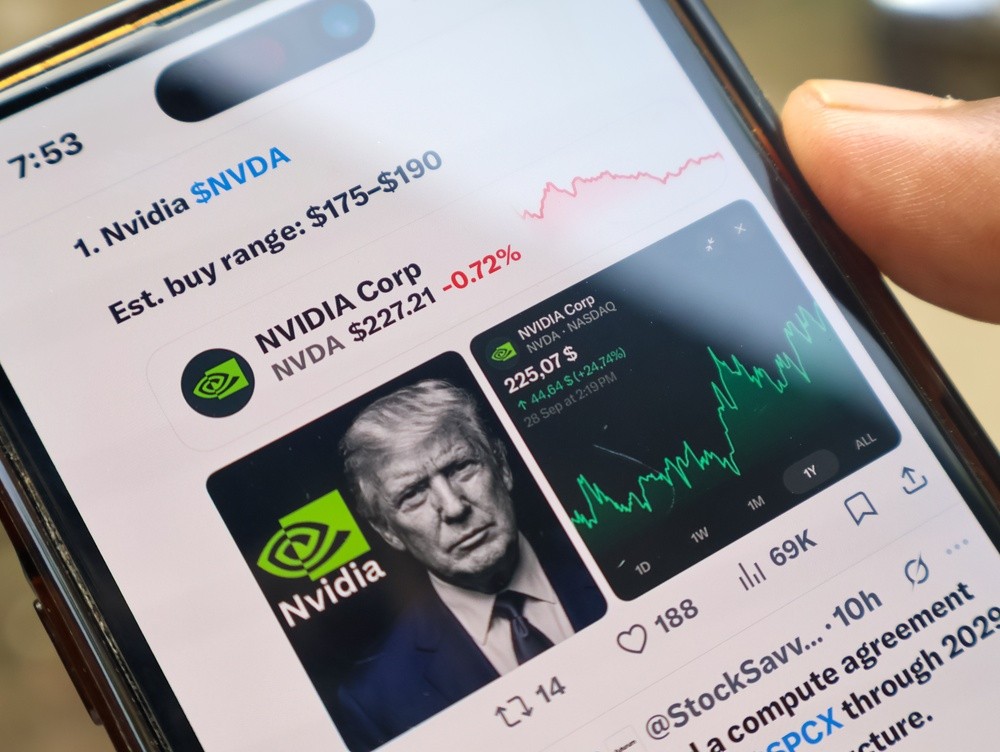 7:53
1. Nvidia $NVDA
Est. buy range: $175–$190
NVIDIA Corp
NVDA $227.21 -0.72%
Nvidia
NVIDIA Corp
NVDA · NASDAQ
225,07 $
↑ 44,64 $ (+24,74%)
28 Sep at 2:19 PM
1D 1W 1M 1Y ALL
14 188 69K
@StockSavv... · 10h
a compute agreement
SPCX through 2029
cture.